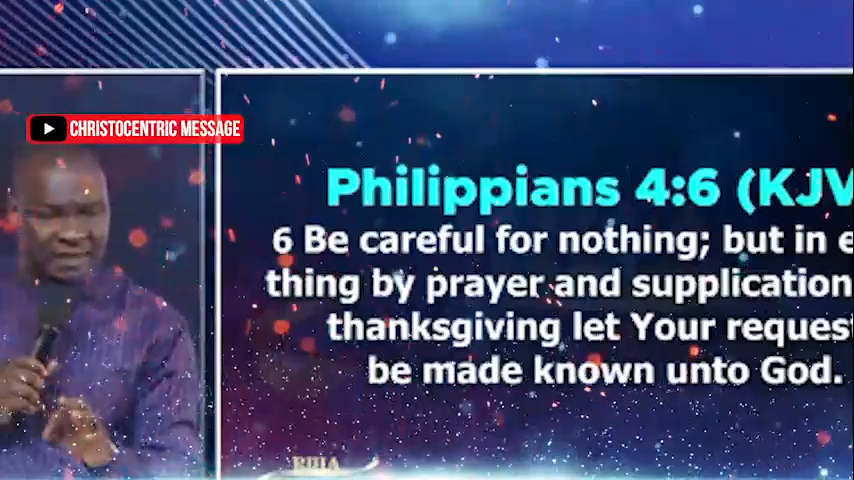 CHRISTOCENTRIC MESSAGE
Philippians 4:6 (KJV
6 Be careful for nothing; but in e
thing by prayer and supplication
thanksgiving let Your request
be made known unto God.